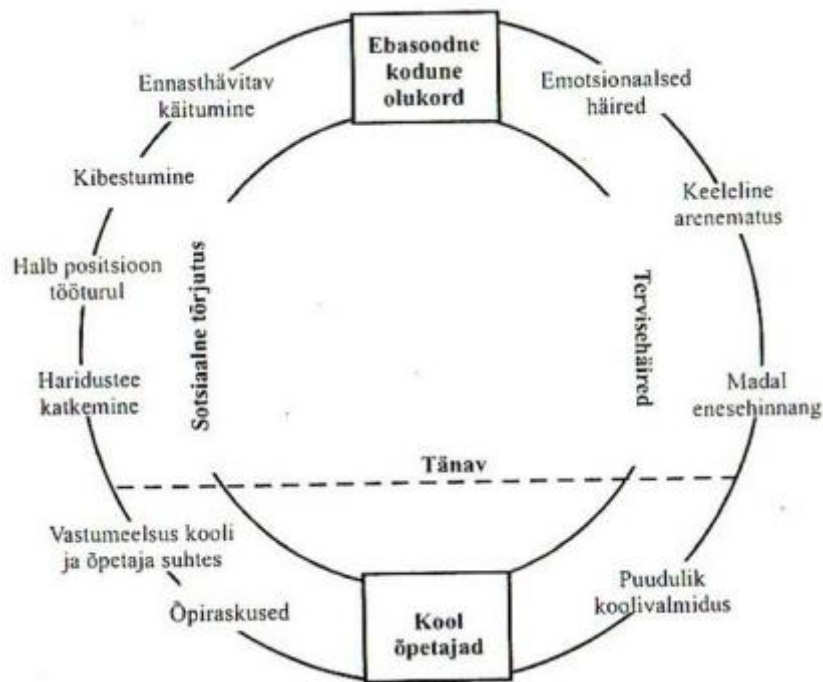 Ebasoodne
kodune
olukord
Emotsionaalsed
häired
Keeleline
arenematus
Madal
enesehinnang
Puudulik
koolivalmidus
Kool
õpetajad
Õpiraskused
Vastumeelsus kooli
ja õpetaja suhtes
Haridustee
katkemine
Halb positsioon
tööturul
Kibestumine
Ennasthävitav
käitumine
Sotsiaalne tõrjutus
Tervisehäired
Tänav